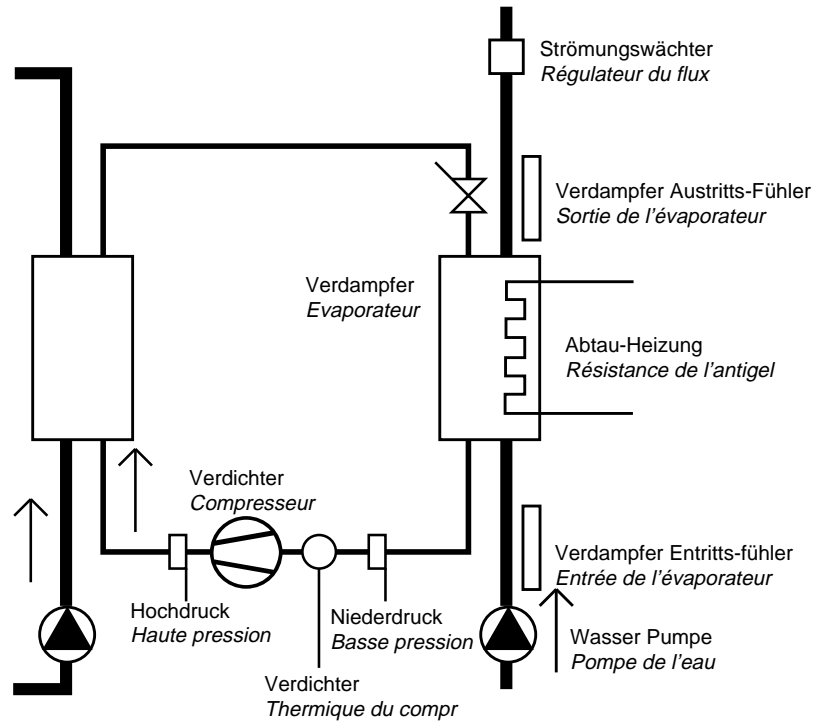 Strömungswächter
Régulateur du flux
Verdampfer Austritts-Fühler
Sortie de l'évaporateur
Verdampfer
Evaporateur
Abtau-Heizung
Résistance de l'antigel
Verdichter
Compresseur
Verdampfer Entritts-fühler
Entrée de l'évaporateur
Hochdruck
Haute pression
Niederdruck
Basse pression
Wasser Pumpe
Pompe de l'eau
Verdichter
Thermique du compr